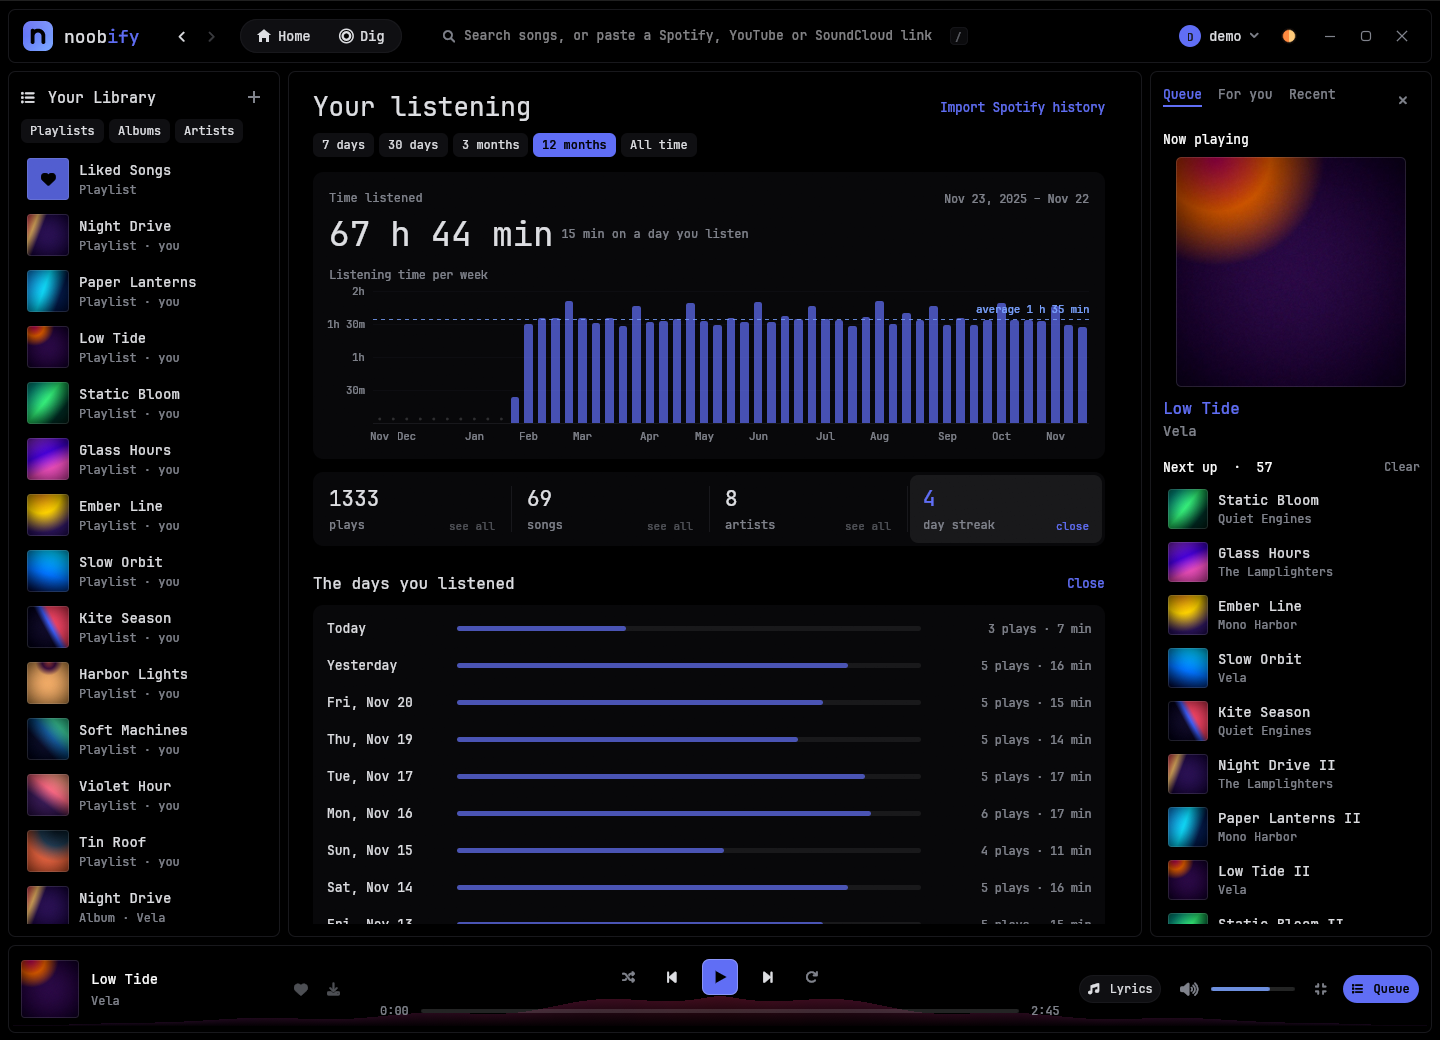 noobify
Home
Dig
Search songs, or paste a Spotify, YouTube or SoundCloud link
/
D
demo
Your Library
Playlists
Albums
Artists
Liked Songs
Playlist
Night Drive
Playlist · you
Paper Lanterns
Playlist · you
Low Tide
Playlist · you
Static Bloom
Playlist · you
Glass Hours
Playlist · you
Ember Line
Playlist · you
Slow Orbit
Playlist · you
Kite Season
Playlist · you
Harbor Lights
Playlist · you
Soft Machines
Playlist · you
Violet Hour
Playlist · you
Tin Roof
Playlist · you
Night Drive
Album · Vela
Your listening
Import Spotify history
7 days
30 days
3 months
12 months
All time
Time listened
Nov 23, 2025 – Nov 22
67 h 44 min
15 min on a day you listen
Listening time per week
2h
1h 30m
1h
30m
average 1 h 35 min
Nov Dec Jan Feb Mar Apr May Jun Jul Aug Sep Oct Nov
1333
plays
see all
69
songs
see all
8
artists
see all
4
day streak
close
The days you listened
Close
Today
3 plays · 7 min
Yesterday
5 plays · 16 min
Fri, Nov 20
5 plays · 15 min
Thu, Nov 19
5 plays · 14 min
Tue, Nov 17
5 plays · 17 min
Mon, Nov 16
6 plays · 17 min
Sun, Nov 15
4 plays · 11 min
Sat, Nov 14
5 plays · 16 min
Fri, Nov 13
5 plays · 15 min
Queue
For you
Recent
Now playing
Low Tide
Vela
Next up · 57
Clear
Static Bloom
Quiet Engines
Glass Hours
The Lamplighters
Ember Line
Mono Harbor
Slow Orbit
Vela
Kite Season
Quiet Engines
Night Drive II
The Lamplighters
Paper Lanterns II
Mono Harbor
Low Tide II
Vela
Static Bloom II
Low Tide
Vela
0:00
2:45
Lyrics
Queue